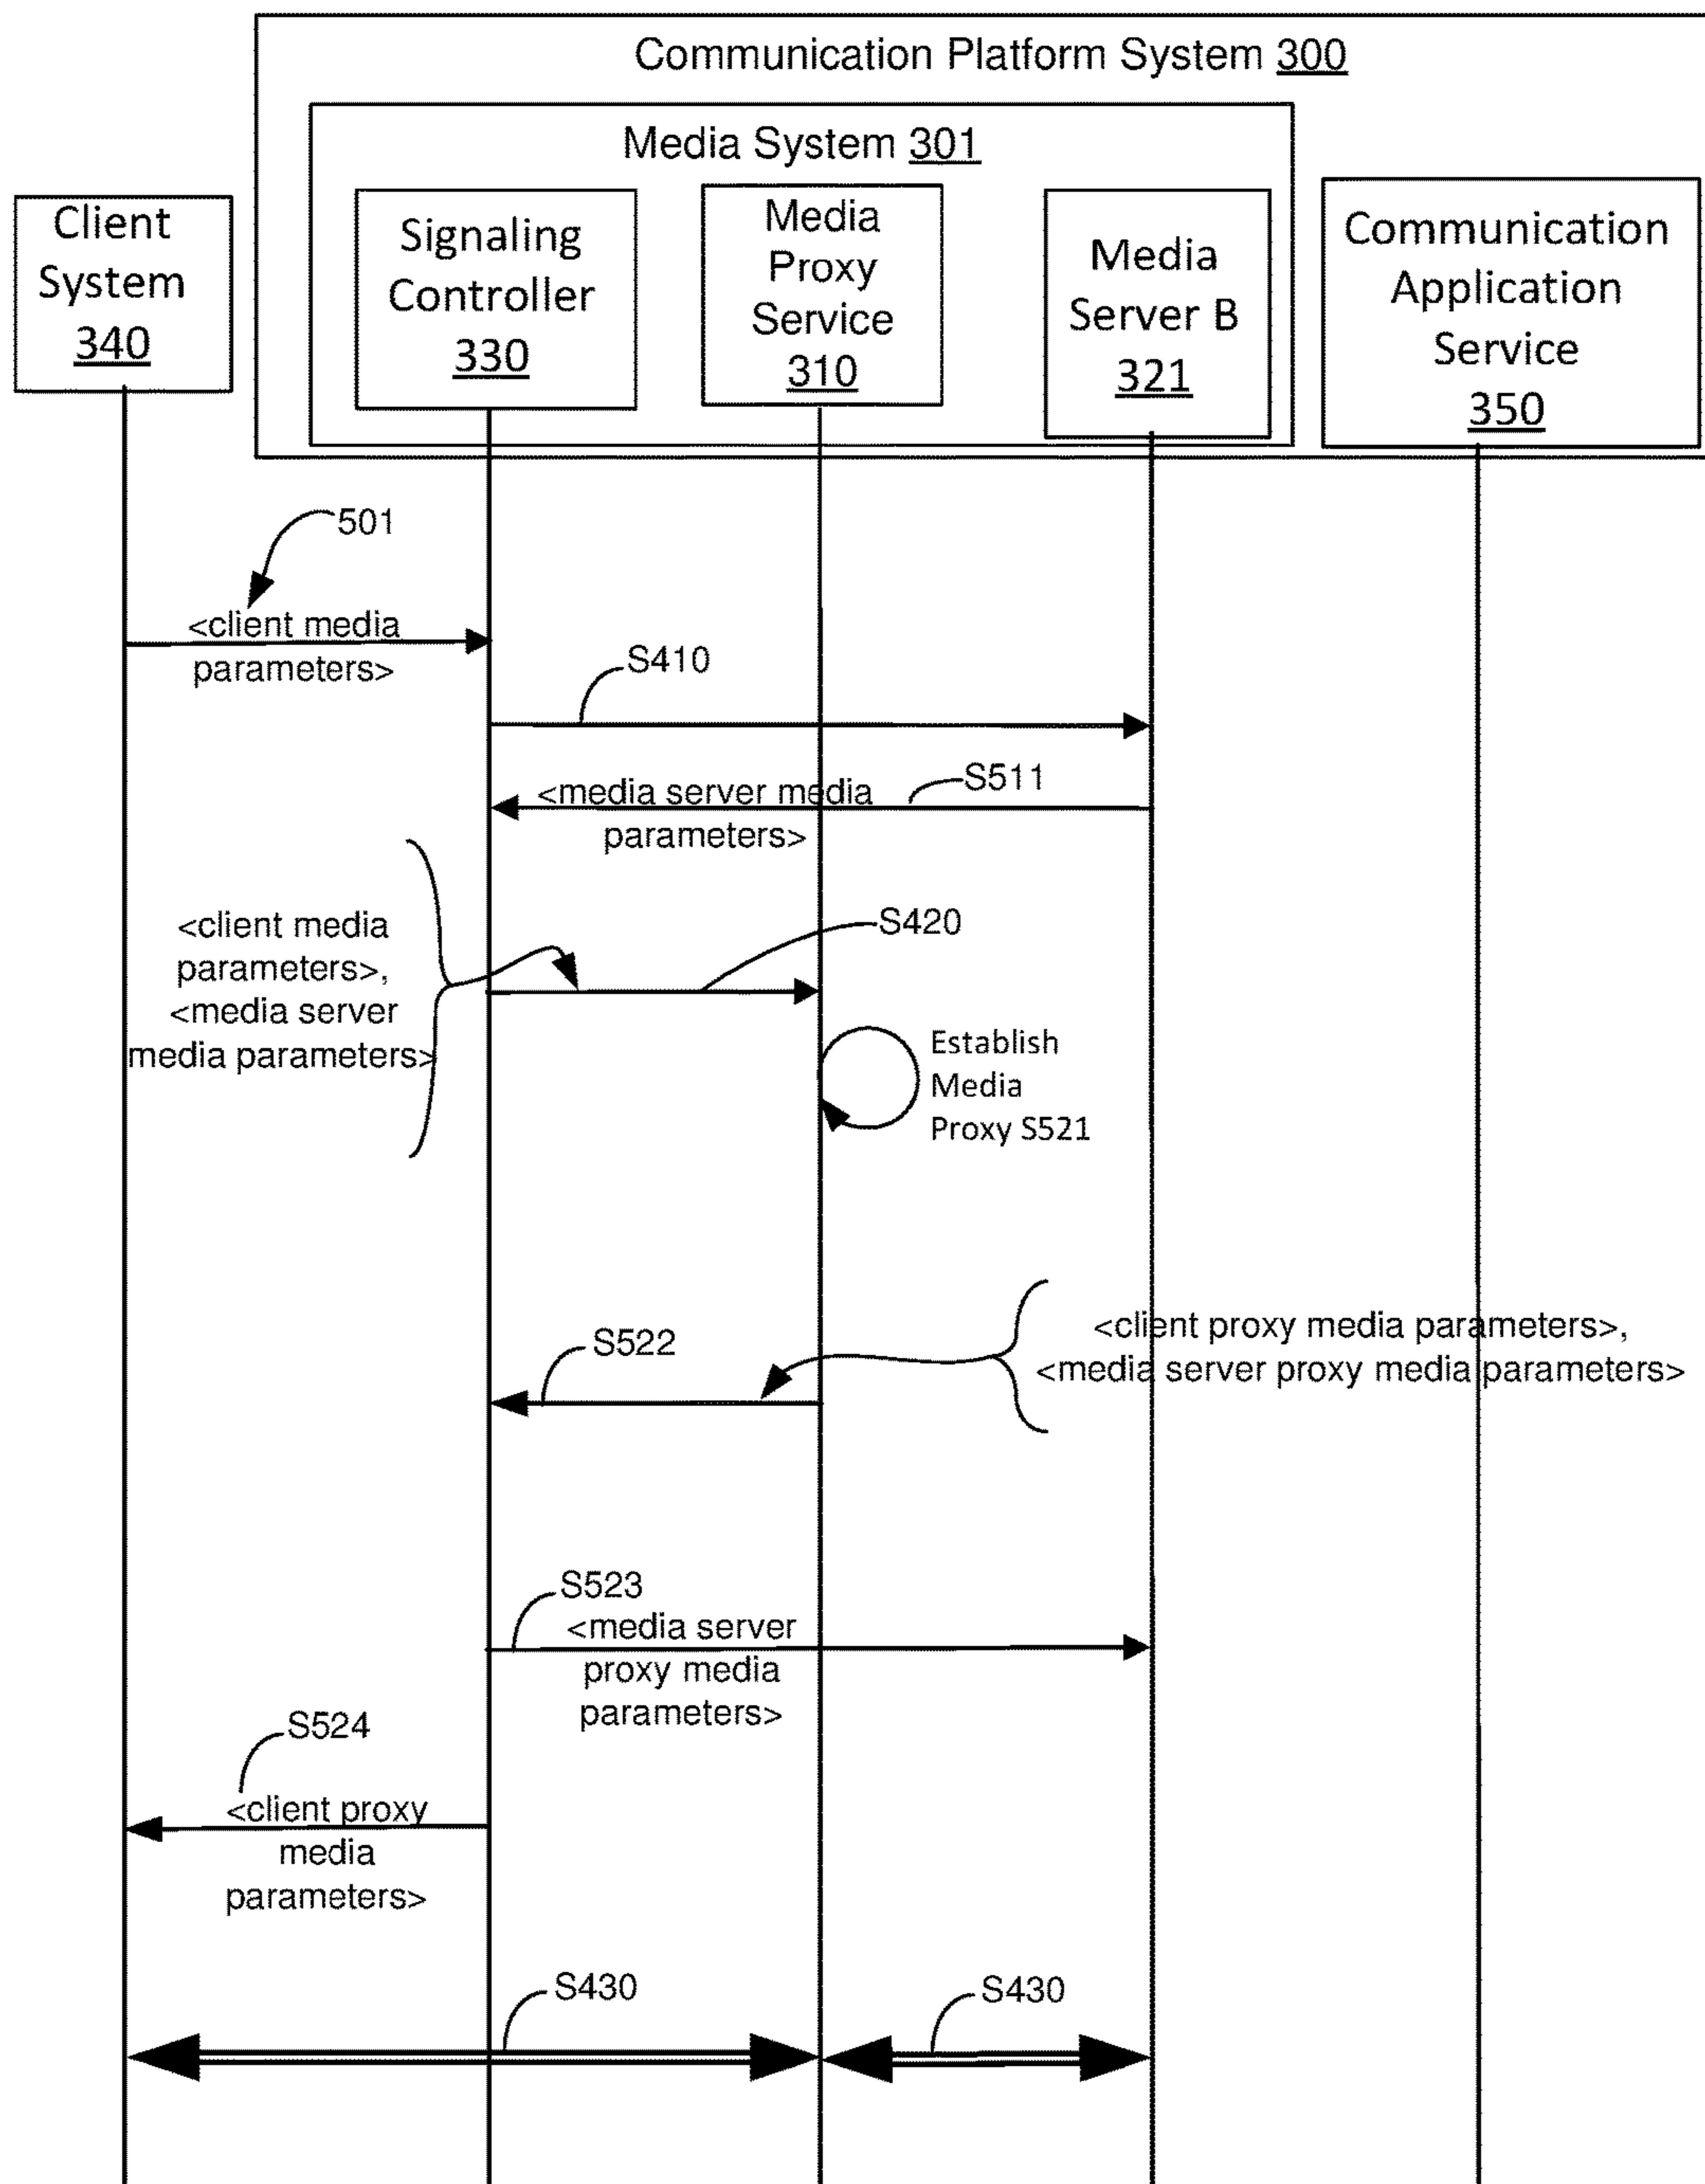 Communication Platform System 300
Media System 301
Client
System
340
Signaling
Controller
330
Media
Proxy
Service
310
Media
Server B
321
Communication
Application
Service
350
501
<client media
parameters>
S410
S511
<media server media
parameters>
<client media
parameters>,
<media server
media parameters>
S420
Establish
Media
Proxy S521
<client proxy media parameters>,
<media server proxy media parameters>
S522
S523
<media server
proxy media
parameters>
S524
<client proxy
media
parameters>
S430
S430